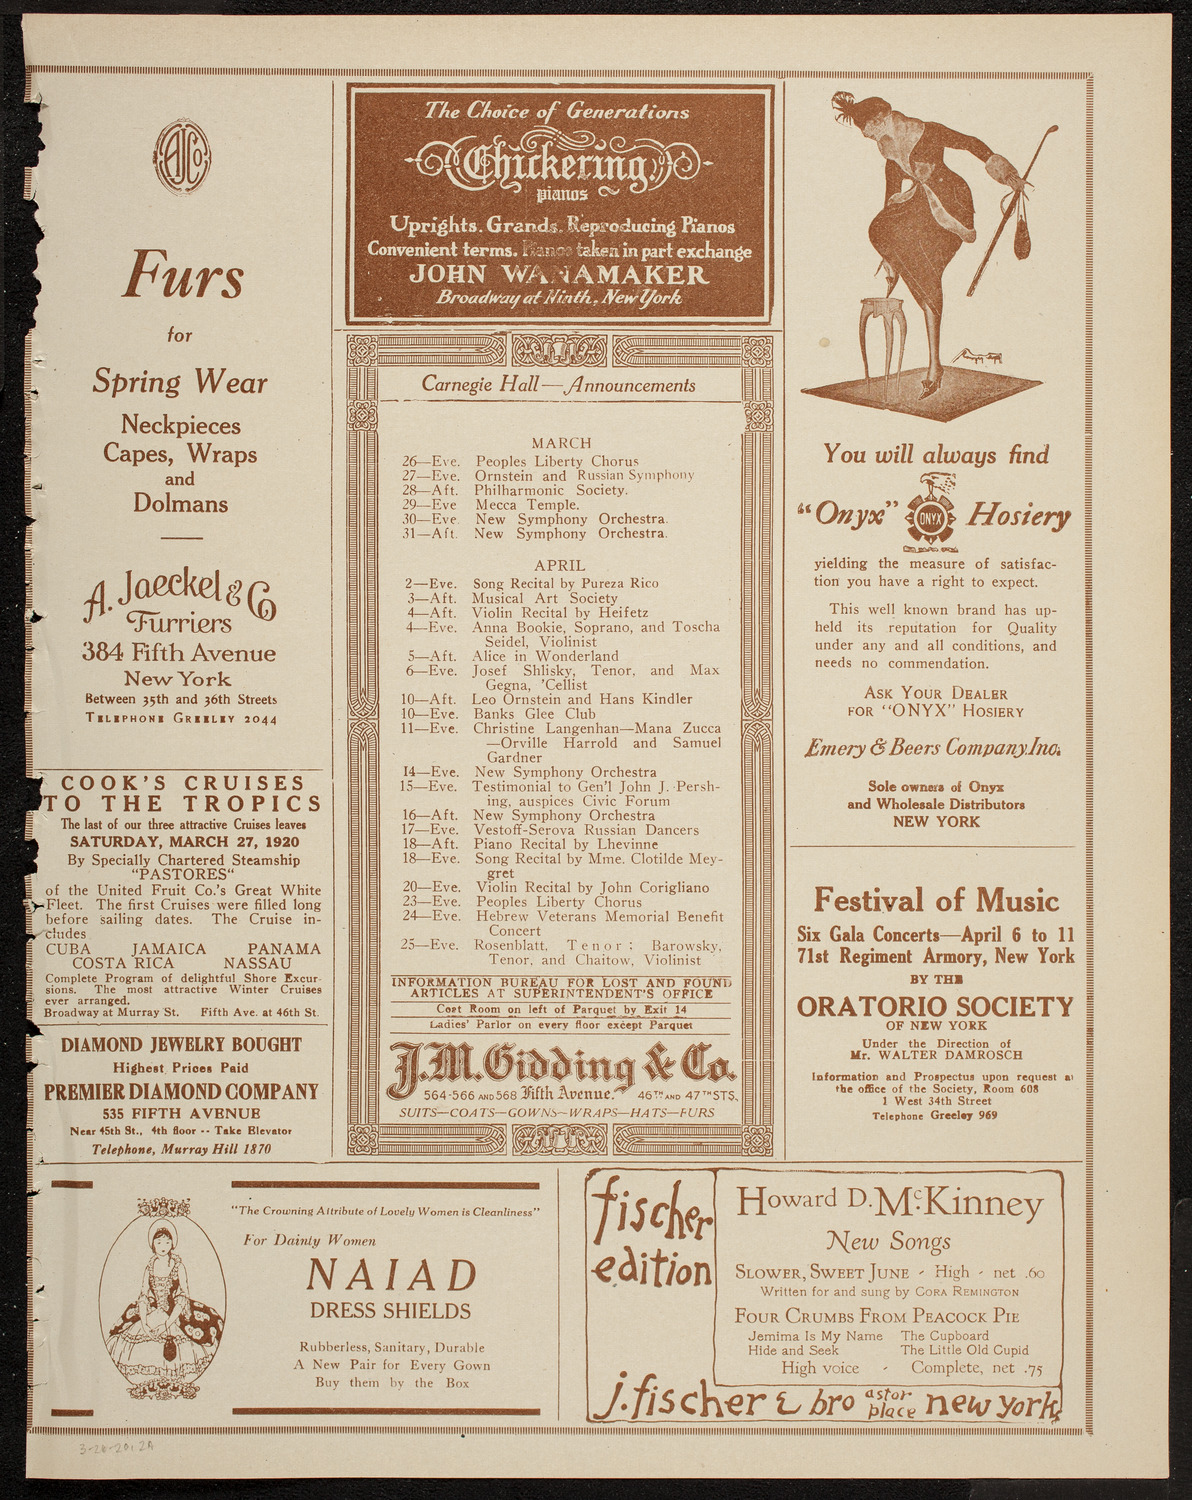 AJCo
Furs
for
Spring Wear
Neckpieces
Capes, Wraps
and
Dolmans
A. Jaeckel & Co
Furriers
384 Fifth Avenue
New York
Between 35th and 36th Streets
TELEPHONE GREELEY 2044
COOK'S CRUISES
TO THE TROPICS
The last of our three attractive Cruises leaves
SATURDAY, MARCH 27, 1920
By Specially Chartered Steamship
"PASTORES"
of the United Fruit Co.'s Great White
Fleet. The first Cruises were filled long
before sailing dates. The Cruise in-
cludes
CUBA JAMAICA PANAMA
COSTA RICA NASSAU
Complete Program of delightful Shore Excur-
sions. The most attractive Winter Cruises
ever arranged.
Broadway at Murray St. Fifth Ave. at 46th St.
DIAMOND JEWELRY BOUGHT
Highest Prices Paid
PREMIER DIAMOND COMPANY
535 FIFTH AVENUE
Near 45th St., 4th floor -- Take Elevator
Telephone, Murray Hill 1870
The Choice of Generations
Chickering
pianos
Uprights. Grands. Reproducing Pianos
Convenient terms. Pianos taken in part exchange
JOHN WANAMAKER
Broadway at Ninth, New York
Carnegie Hall—Announcements
MARCH
26—Eve. Peoples Liberty Chorus
27—Eve. Ornstein and Russian Symphony
28—Aft. Philharmonic Society.
29—Eve Mecca Temple.
30—Eve. New Symphony Orchestra.
31—Aft. New Symphony Orchestra.
APRIL
2—Eve. Song Recital by Pureza Rico
3—Aft. Musical Art Society
4—Aft. Violin Recital by Heifetz
4—Eve. Anna Bookie, Soprano, and Toscha
Seidel, Violinist
5—Aft. Alice in Wonderland
6—Eve. Josef Shlisky, Tenor, and Max
Gegna, 'Cellist
10—Aft. Leo Ornstein and Hans Kindler
10—Eve. Banks Glee Club
11—Eve. Christine Langenhan—Mana Zucca
—Orville Harrold and Samuel
Gardner
14—Eve. New Symphony Orchestra
15—Eve. Testimonial to Gen'l John J. Persh-
ing, auspices Civic Forum
16—Aft. New Symphony Orchestra
17—Eve. Vestoff-Serova Russian Dancers
18—Aft. Piano Recital by Lhevinne
18—Eve. Song Recital by Mme. Clotilde Mey-
gret
20—Eve. Violin Recital by John Corigliano
23—Eve. Peoples Liberty Chorus
24—Eve. Hebrew Veterans Memorial Benefit
Concert
25—Eve. Rosenblatt, Tenor; Barowsky,
Tenor, and Chaitow, Violinist
INFORMATION BUREAU FOR LOST AND FOUND
ARTICLES AT SUPERINTENDENT'S OFFICE
Coat Room on left of Parquet by Exit 14
Ladies' Parlor on every floor except Parquet
J.M. Gidding & Co.
564-566 AND 568 Fifth Avenue. 46TH AND 47TH STS.
SUITS—COATS—GOWNS—WRAPS—HATS—FURS
You will always find
"Onyx" ONYX Hosiery
yielding the measure of satisfac-
tion you have a right to expect.
This well known brand has up-
held its reputation for Quality
under any and all conditions, and
needs no commendation.
ASK YOUR DEALER
FOR "ONYX" HOSIERY
Emery & Beers Company, Inc.
Sole owners of Onyx
and Wholesale Distributors
NEW YORK
Festival of Music
Six Gala Concerts—April 6 to 11
71st Regiment Armory, New York
BY THE
ORATORIO SOCIETY
OF NEW YORK
Under the Direction of
Mr. WALTER DAMROSCH
Information and Prospectus upon request at
the office of the Society, Room 608
1 West 34th Street
Telephone Greeley 969
"The Crowning Attribute of Lovely Women is Cleanliness"
For Dainty Women
NAIAD
DRESS SHIELDS
Rubberless, Sanitary, Durable
A New Pair for Every Gown
Buy them by the Box
fischer
edition
Howard D. McKinney
New Songs
SLOWER, SWEET JUNE - High - net .60
Written for and sung by CORA REMINGTON
FOUR CRUMBS FROM PEACOCK PIE
Jemima Is My Name The Cupboard
Hide and Seek The Little Old Cupid
High voice - Complete, net .75
j. fischer & bro astor place new york
3-26-20, 2A